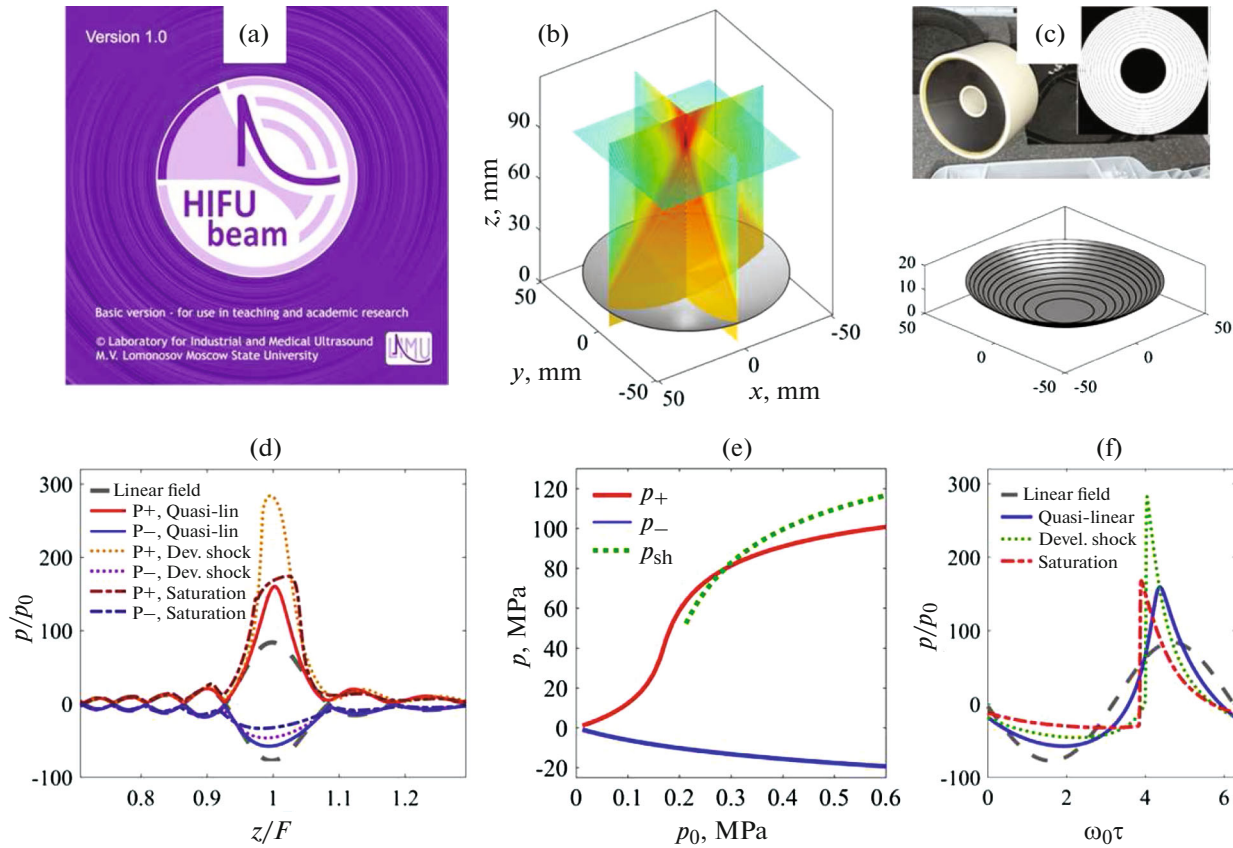 (a)
Version 1.0
HIFU
beam
Basic version - for use in teaching and academic research
© Laboratory for Industrial and Medical Ultrasound
M.V. Lomonosov Moscow State University
LIMU
(b)
90
60
30
0
z, mm
50
0
-50
y, mm
50
0
-50
x, mm
(c)
20
10
0
50
0
-50
-50
0
50
(d)
300
200
100
0
-100
p/p0
Linear field
P+, Quasi-lin
P−, Quasi-lin
P+, Dev. shock
P−, Dev. shock
P+, Saturation
P−, Saturation
0.8 0.9 1 1.1 1.2
z/F
(e)
120
100
80
60
40
20
0
-20
p, MPa
p+
p−
psh
0 0.1 0.2 0.3 0.4 0.5 0.6
p0, MPa
(f)
300
200
100
0
-100
p/p0
Linear field
Quasi-linear
Devel. shock
Saturation
0 2 4 6
ω0τ